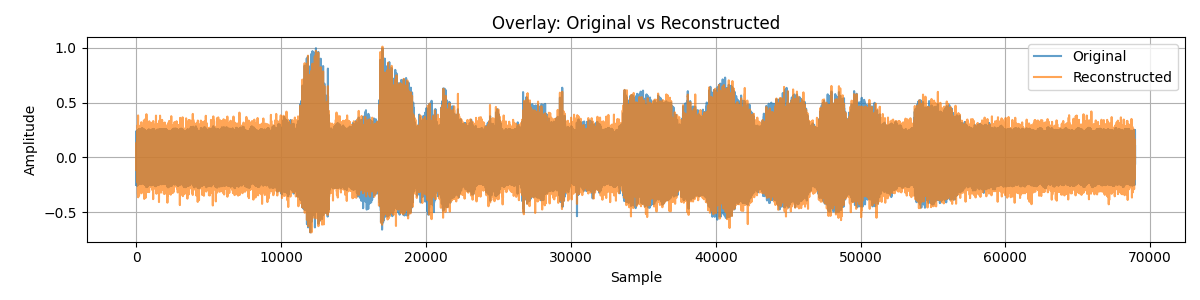 Overlay: Original vs Reconstructed
1.0
0.5
0.0
−0.5
Amplitude
Original
Reconstructed
0
10000
20000
30000
40000
50000
60000
70000
Sample